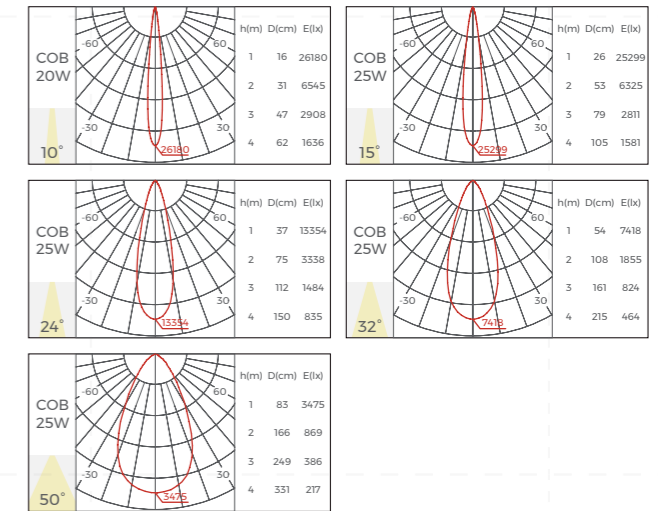 COB
20W
10°
-60
60
-30
30
26180
h(m) D(cm) E(lx)
1 16 26180
2 31 6545
3 47 2908
4 62 1636
COB
25W
15°
-60
60
-30
30
25299
h(m) D(cm) E(lx)
1 26 25299
2 53 6325
3 79 2811
4 105 1581
COB
25W
24°
-60
60
-30
30
13354
h(m) D(cm) E(lx)
1 37 13354
2 75 3338
3 112 1484
4 150 835
COB
25W
32°
-60
60
-30
30
7418
h(m) D(cm) E(lx)
1 54 7418
2 108 1855
3 161 824
4 215 464
COB
25W
50°
-60
60
-30
30
3475
h(m) D(cm) E(lx)
1 83 3475
2 166 869
3 249 386
4 331 217